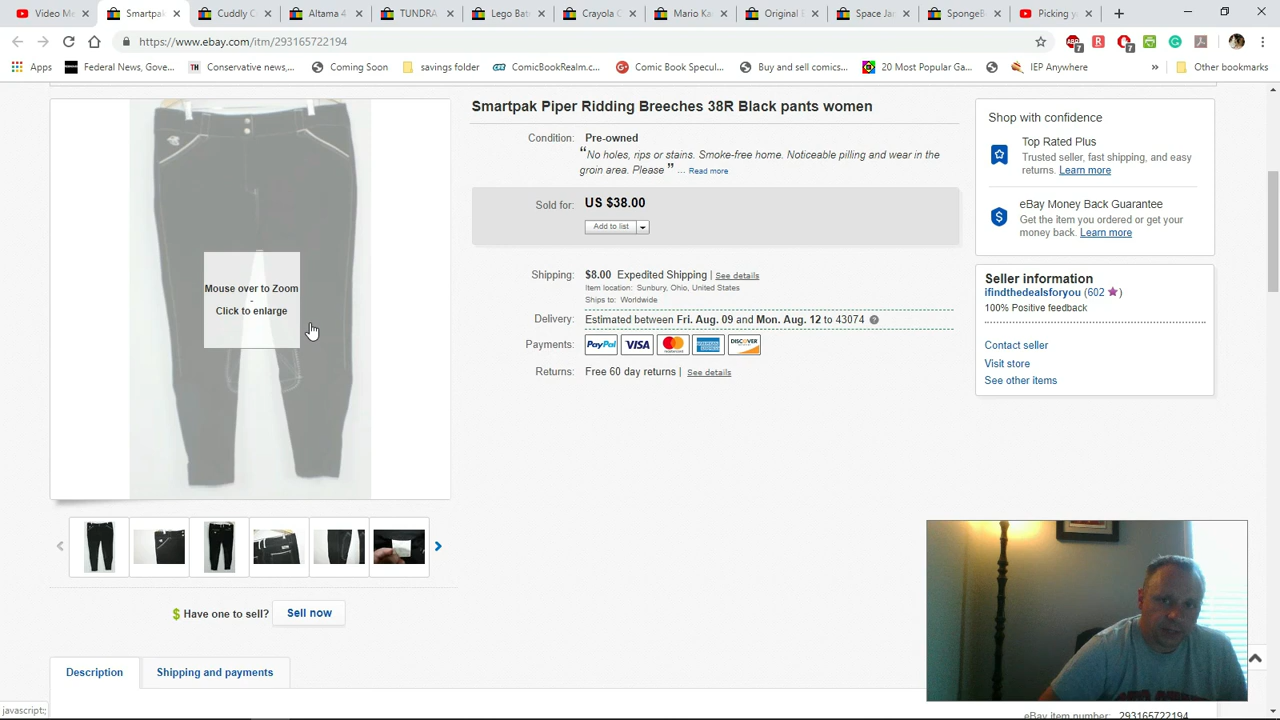 Video Me
Smartpak
Cuddly C
Altama 4
TUNDRA
Lego Bat
Crayola C
Mario Ka
Original
Space Jar
SpongeB
Picking y
https://www.ebay.com/itm/293165722194
7
7
Apps
Federal News, Gove...
TH
Conservative news,...
Coming Soon
savings folder
ComicBookRealm.c...
Comic Book Specul...
Buy and sell comics...
20 Most Popular Ga...
IEP Anywhere
»
Other bookmarks
Smartpak Piper Ridding Breeches 38R Black pants women
Condition: Pre-owned
“No holes, rips or stains. Smoke-free home. Noticeable pilling and wear in the
groin area. Please ” ... Read more
Sold for: US $38.00
Add to list
Shipping: $8.00 Expedited Shipping | See details
Item location: Sunbury, Ohio, United States
Ships to: Worldwide
Delivery: Estimated between Fri. Aug. 09 and Mon. Aug. 12 to 43074
Payments: PayPal VISA MasterCard AMERICAN EXPRESS DISCOVER
Returns: Free 60 day returns | See details
Shop with confidence
Top Rated Plus
Trusted seller, fast shipping, and easy
returns. Learn more
eBay Money Back Guarantee
Get the item you ordered or get your
money back. Learn more
Seller information
ifindthedealsforyou (602 )
100% Positive feedback
Contact seller
Visit store
See other items
Mouse over to Zoom
-
Click to enlarge
$ Have one to sell? Sell now
Description
Shipping and payments
eBay item number: 293165722194
javascript:;